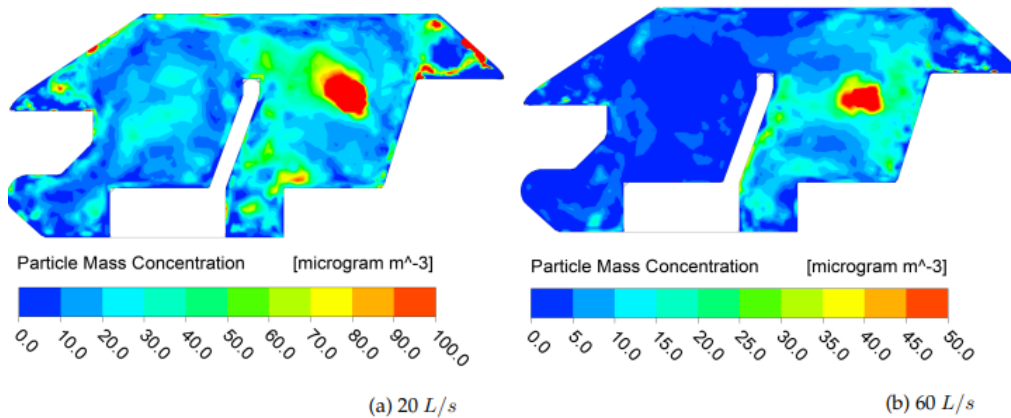 Particle Mass Concentration [microgram m^-3]
0.0 10.0 20.0 30.0 40.0 50.0 60.0 70.0 80.0 90.0 100.0
(a) 20 L/s
Particle Mass Concentration [microgram m^-3]
0.0 5.0 10.0 15.0 20.0 25.0 30.0 35.0 40.0 45.0 50.0
(b) 60 L/s